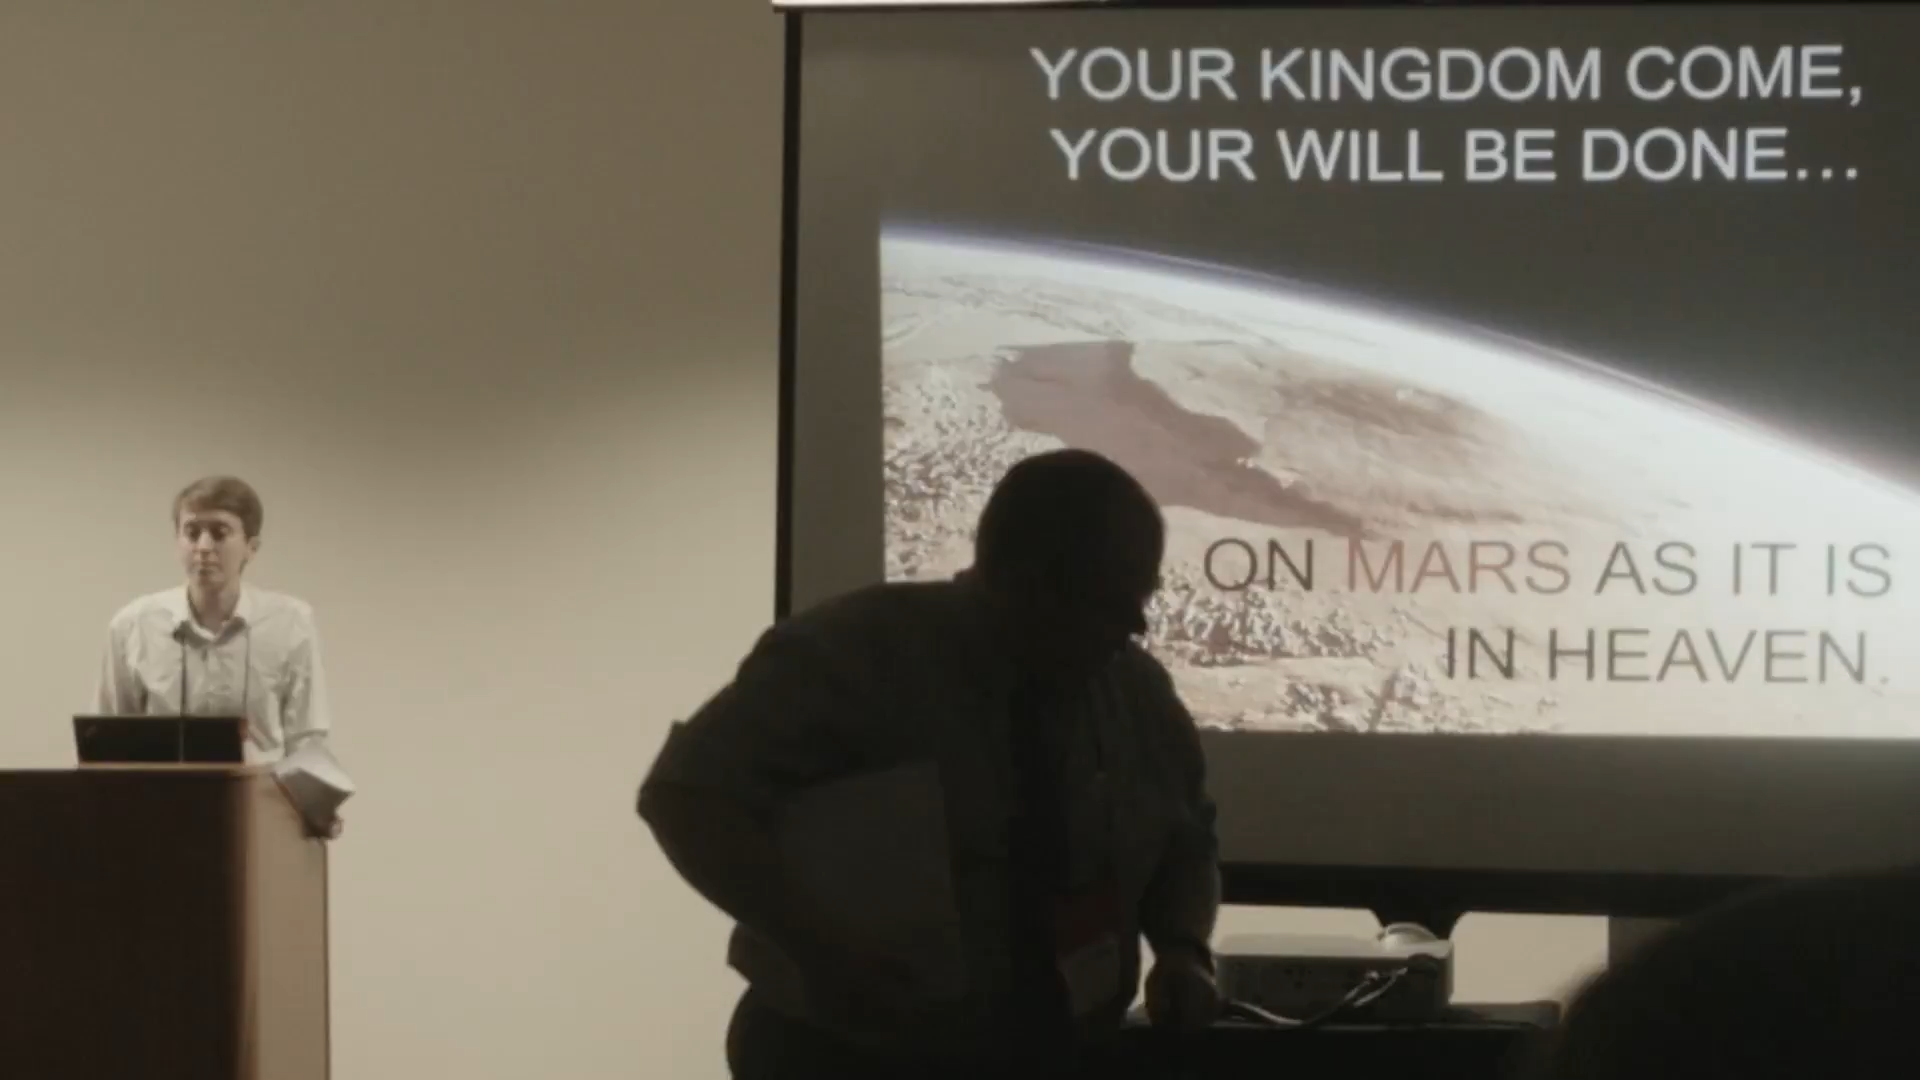 YOUR KINGDOM COME,
YOUR WILL BE DONE...
ON MARS AS IT IS
IN HEAVEN.